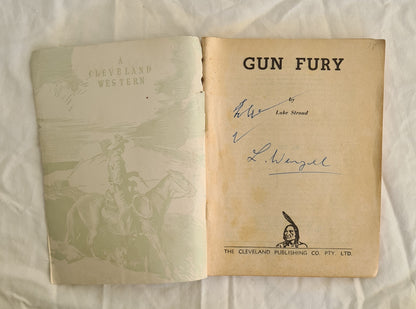 A
CLEVELAND
WESTERN
GUN FURY
by
Luke Stroud
L. Wenzel
THE CLEVELAND PUBLISHING CO. PTY. LTD.